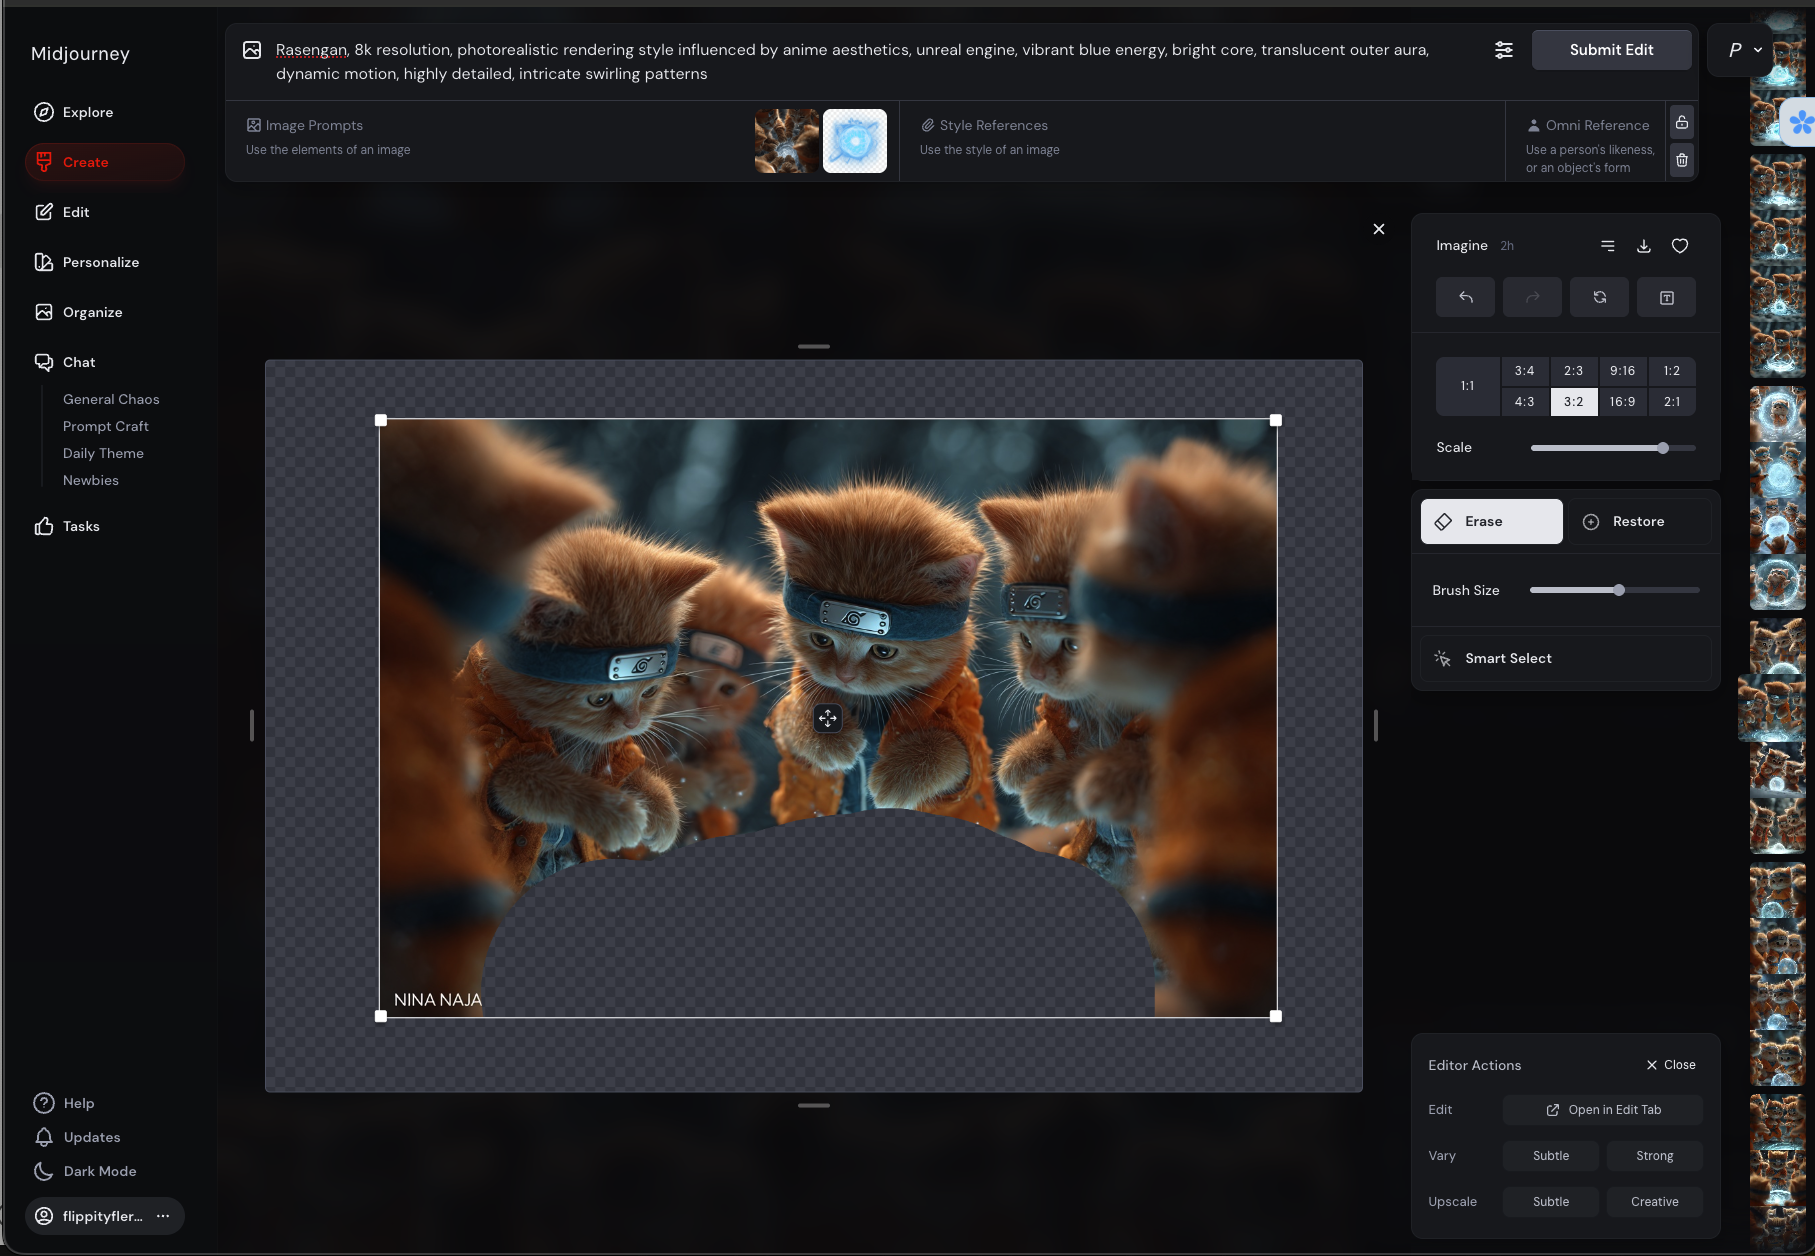 Midjourney
Explore
Create
Edit
Personalize
Organize
Chat
General Chaos
Prompt Craft
Daily Theme
Newbies
Tasks
Help
Updates
Dark Mode
flippityfler...
Rasengan, 8k resolution, photorealistic rendering style influenced by anime aesthetics, unreal engine, vibrant blue energy, bright core, translucent outer aura,
dynamic motion, highly detailed, intricate swirling patterns
Submit Edit
P
Image Prompts
Use the elements of an image
Style References
Use the style of an image
Omni Reference
Use a person's likeness,
or an object's form
NINA NAJA
Imagine 2h
1:1
3:4 2:3 9:16 1:2
4:3 3:2 16:9 2:1
Scale
Erase Restore
Brush Size
Smart Select
Editor Actions Close
Edit Open in Edit Tab
Vary Subtle Strong
Upscale Subtle Creative